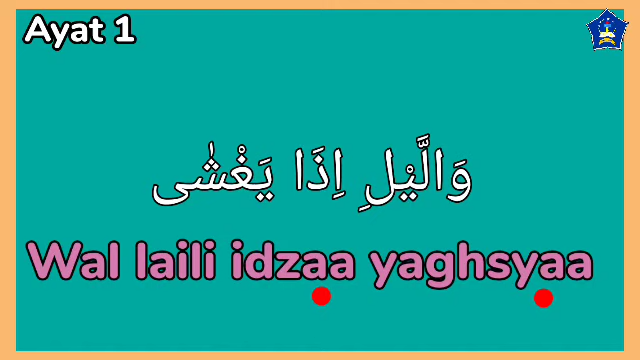 Ayat 1
وَالَّيْلِ اِذَا يَغْشٰى
Wal laili idzaa yaghsyaa